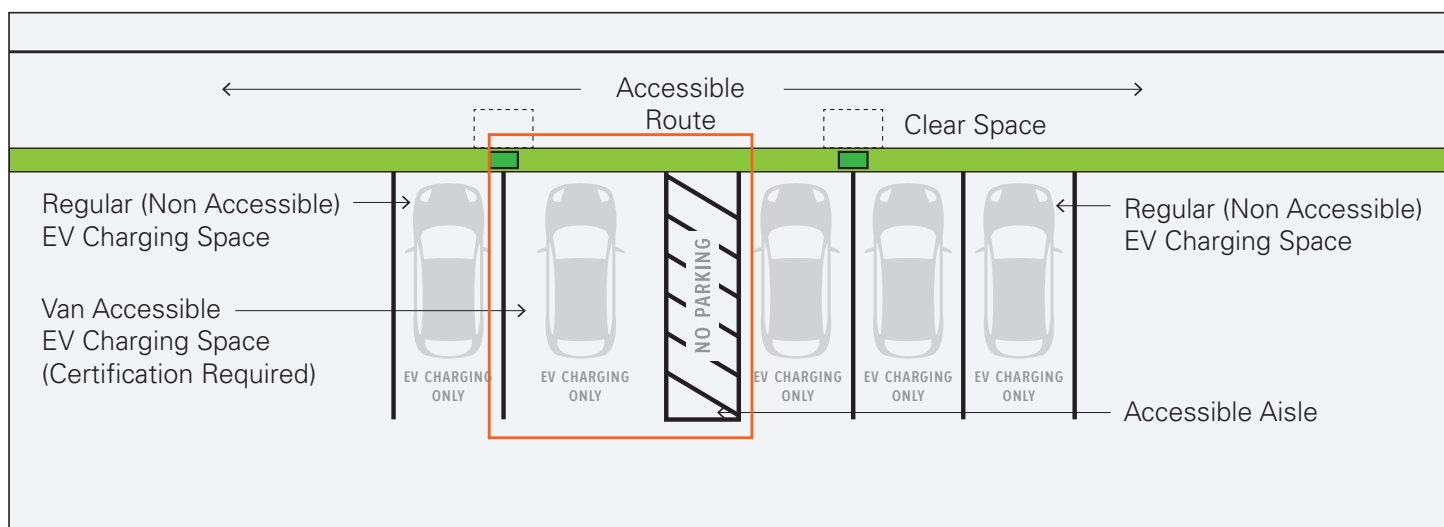 Accessible
Route
Clear Space
Regular (Non Accessible)
EV Charging Space
Van Accessible
EV Charging Space
(Certification Required)
EV CHARGING
ONLY
EV CHARGING
ONLY
NO PARKING
EV CHARGING
ONLY
EV CHARGING
ONLY
EV CHARGING
ONLY
Regular (Non Accessible)
EV Charging Space
Accessible Aisle